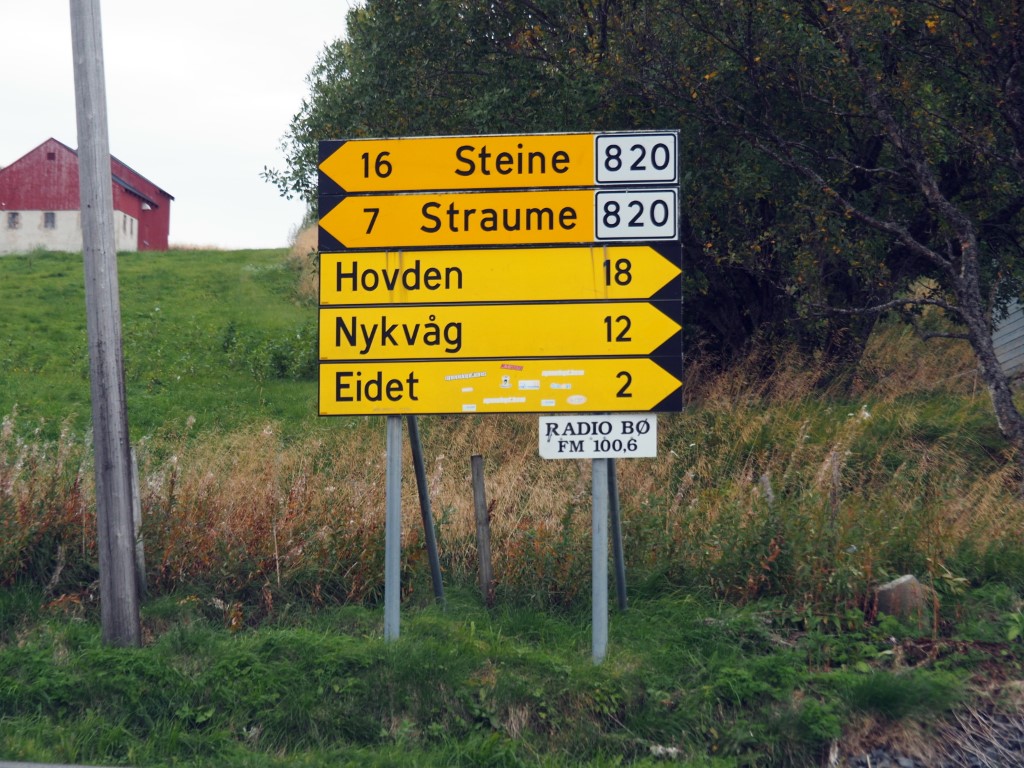 16 Steine 820
7 Straume 820
Hovden 18
Nykvåg 12
Eidet 2
RADIO BØ
FM 100,6